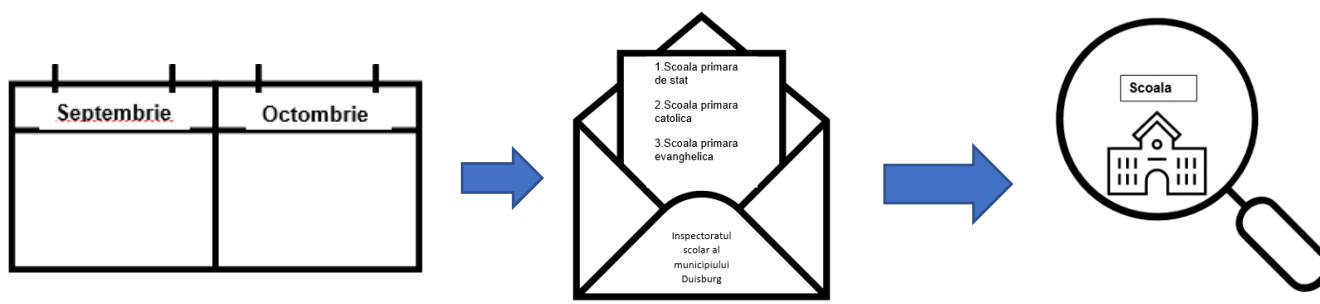 Septembrie
Octombrie
1.Scoala primara
de stat
2.Scoala primara
catolica
3.Scoala primara
evanghelica
Inspectoratul
scolar al
municipiului
Duisburg
Scoala